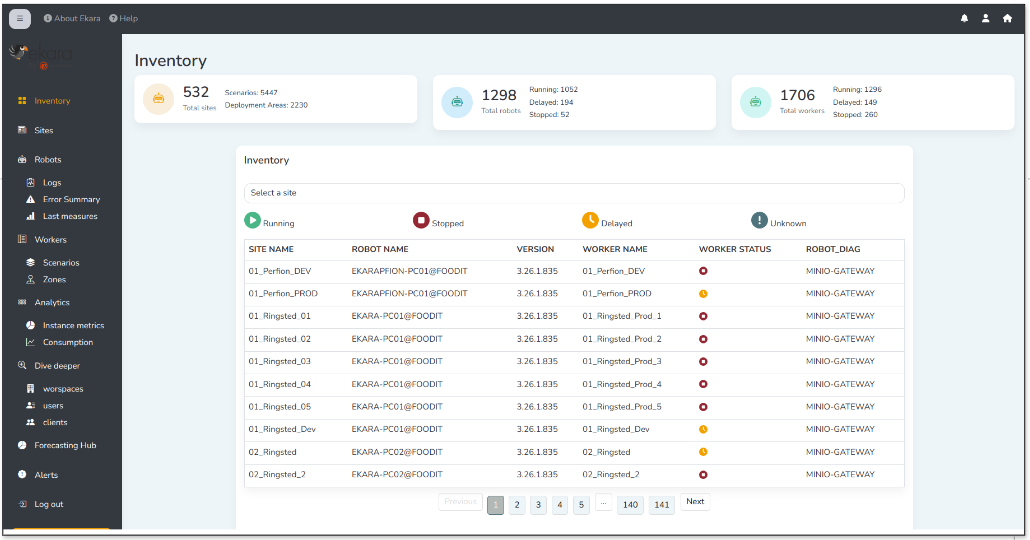 About Ekara Help
ekara
Inventory
Sites
Robots
Logs
Error Summary
Last measures
Workers
Scenarios
Zones
Analytics
Instance metrics
Consumption
Dive deeper
worspaces
users
clients
Forecasting Hub
Alerts
Log out
Inventory
532
Total sites
Scenarios: 5447
Deployment Areas: 2230
1298
Total robots
Running: 1052
Delayed: 194
Stopped: 52
1706
Total workers
Running: 1296
Delayed: 149
Stopped: 260
Inventory
Select a site
Running Stopped Delayed Unknown
SITE NAME ROBOT NAME VERSION WORKER NAME WORKER STATUS ROBOT_DIAG
01_Perfion_DEV EKARAPFION-PC01@FOODIT 3.26.1.835 01_Perfion_DEV MINIO-GATEWAY
01_Perfion_PROD EKARAPFION-PC01@FOODIT 3.26.1.835 01_Perfion_PROD MINIO-GATEWAY
01_Ringsted_01 EKARA-PC01@FOODIT 3.26.1.835 01_Ringsted_Prod_1 MINIO-GATEWAY
01_Ringsted_02 EKARA-PC01@FOODIT 3.26.1.835 01_Ringsted_Prod_2 MINIO-GATEWAY
01_Ringsted_03 EKARA-PC01@FOODIT 3.26.1.835 01_Ringsted_Prod_3 MINIO-GATEWAY
01_Ringsted_04 EKARA-PC01@FOODIT 3.26.1.835 01_Ringsted_Prod_4 MINIO-GATEWAY
01_Ringsted_05 EKARA-PC01@FOODIT 3.26.1.835 01_Ringsted_Prod_5 MINIO-GATEWAY
01_Ringsted_Dev EKARA-PC01@FOODIT 3.26.1.835 01_Ringsted_Dev MINIO-GATEWAY
02_Ringsted EKARA-PC02@FOODIT 3.26.1.835 02_Ringsted MINIO-GATEWAY
02_Ringsted_2 EKARA-PC02@FOODIT 3.26.1.835 02_Ringsted_2 MINIO-GATEWAY
Previous 1 2 3 4 5 ... 140 141 Next